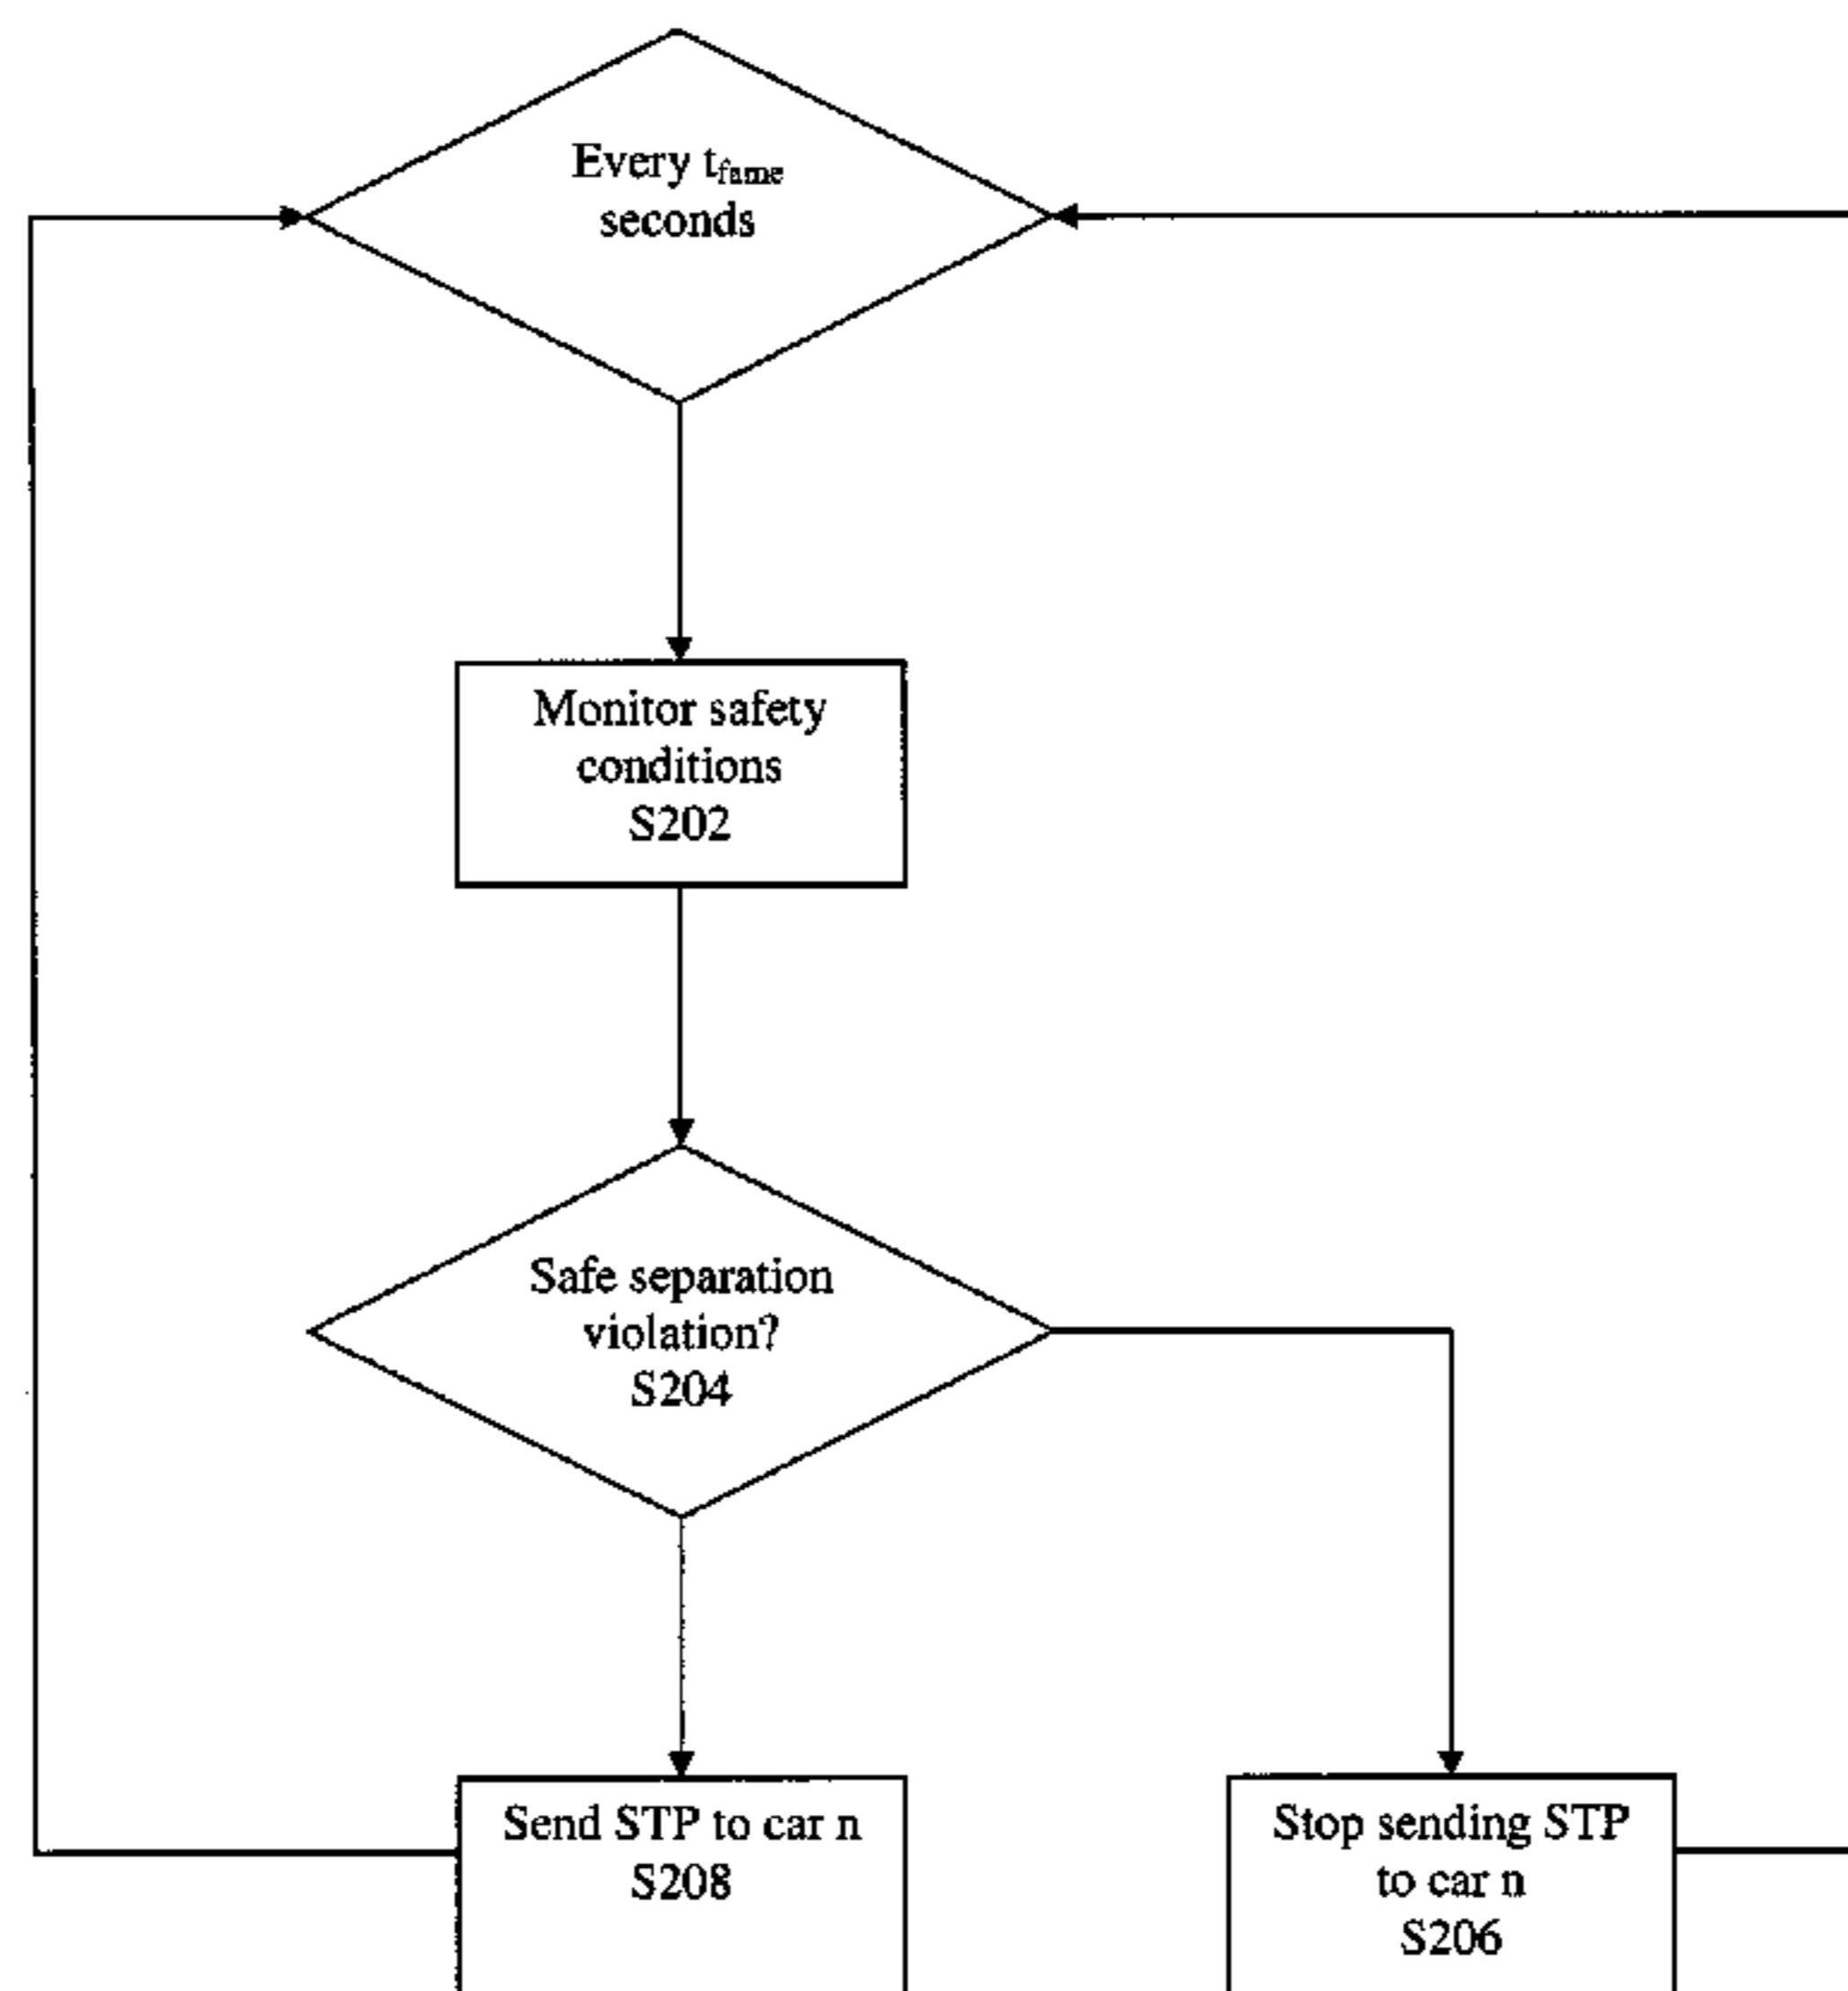 Every t_fame
seconds
Monitor safety
conditions
S202
Safe separation
violation?
S204
Send STP to car n
S208
Stop sending STP
to car n
S206